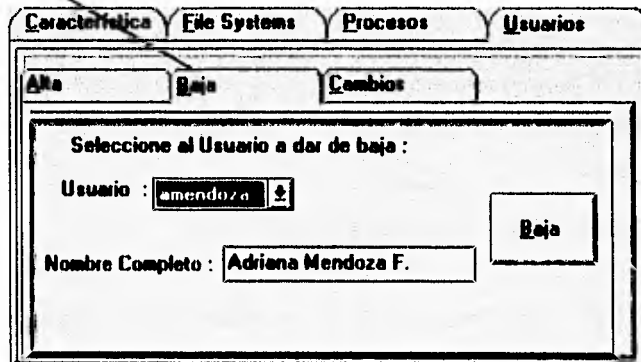 Característica File Systems Procesos Usuarios
Alta Baja Cambios
Seleccione al Usuario a dar de baja :
Usuario : amendoza
Baja
Nombre Completo : Adriana Mendoza F.